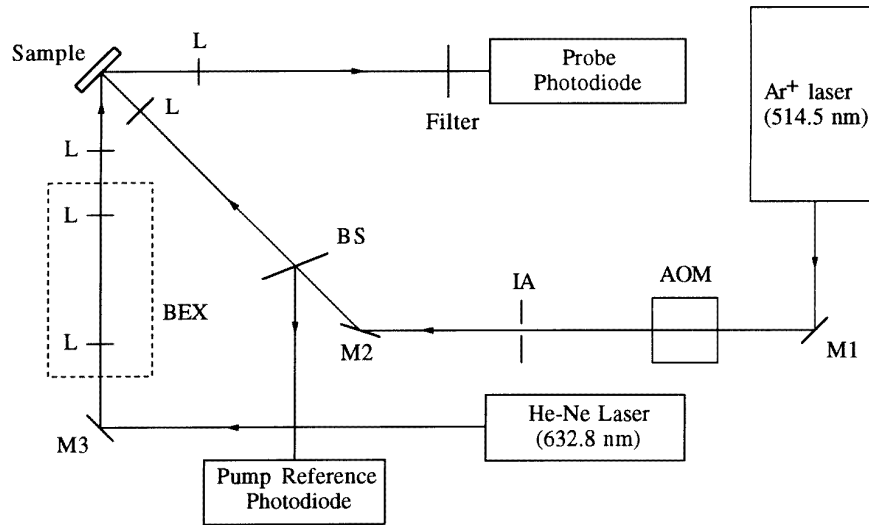 Sample
L
L
Probe
Photodiode
Filter
Ar⁺ laser
(514.5 nm)
L
L
BEX
L
BS
IA
AOM
M2
M1
M3
He-Ne Laser
(632.8 nm)
Pump Reference
Photodiode